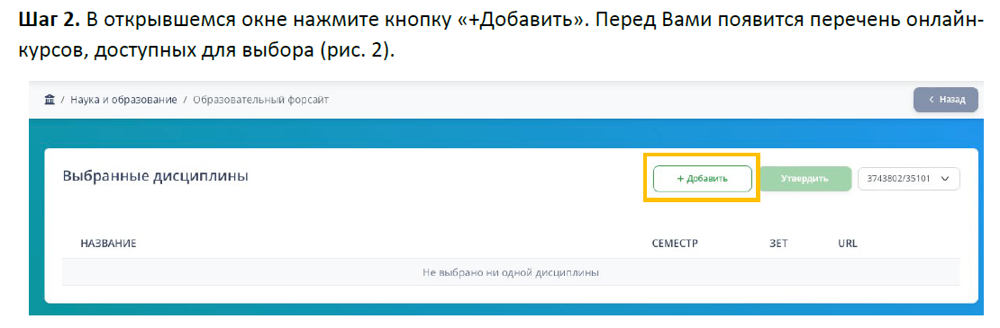 Шаг 2. В открывшемся окне нажмите кнопку «+Добавить». Перед Вами появится перечень онлайн-
курсов, доступных для выбора (рис. 2).
/ Наука и образование / Образовательный форсайт
< Назад
Выбранные дисциплины
+ Добавить
Утвердить
3743802/35101
НАЗВАНИЕ СЕМЕСТР ЗЕТ URL
Не выбрано ни одной дисциплины